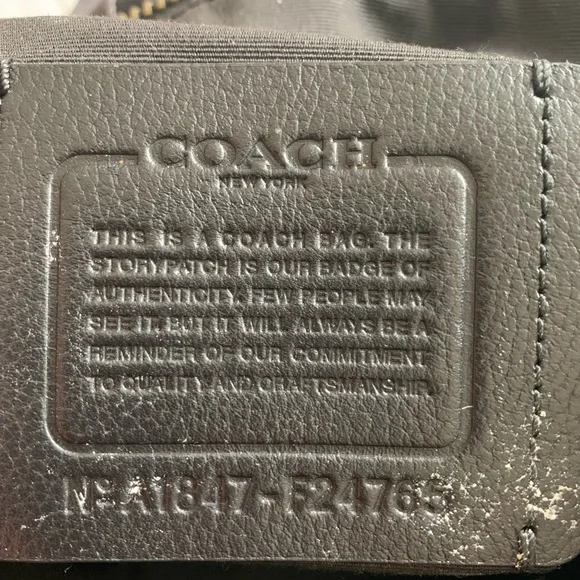 COACH
NEW YORK
THIS IS A COACH BAG. THE
STORYPATCH IS OUR BADGE OF
AUTHENTICITY. FEW PEOPLE MAY
SEE IT. BUT IT WILL ALWAYS BE A
REMINDER OF OUR COMMITMENT
TO QUALITY AND CRAFTSMANSHIP.
Nº A1847-F24765